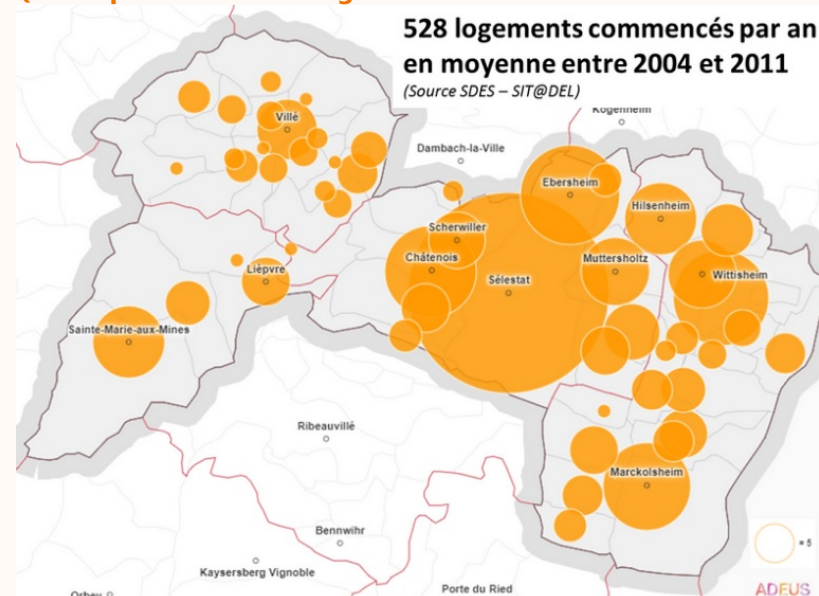 528 logements commencés par an
en moyenne entre 2004 et 2011
(Source SDES – SIT@DEL)
Kogenheim
Villé
Dambach-la-Ville
Ebersheim
Hilsenheim
Scherwiller
Châtenois
Muttersholtz
Wittisheim
Lièpvre
Sélestat
Sainte-Marie-aux-Mines
Ribeauvillé
Marckolsheim
Bennwihr
= 5
Kaysersberg Vignoble
Orbey
Porte du Ried
ADEUS